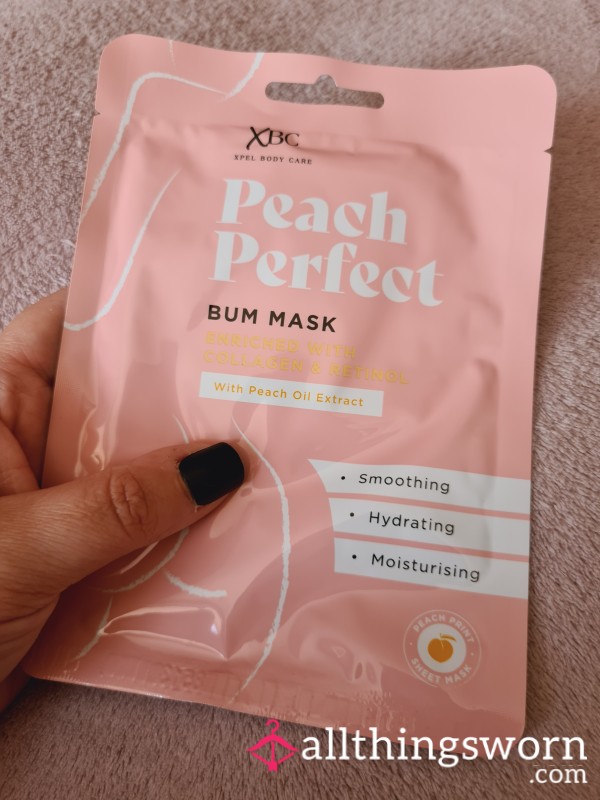 XBC
XPEL BODY CARE
Peach
Perfect
BUM MASK
ENRICHED WITH
COLLAGEN & RETINOL
With Peach Oil Extract
• Smoothing
• Hydrating
• Moisturising
PEACH PRINT
SHEET MASK
allthingsworn
.com